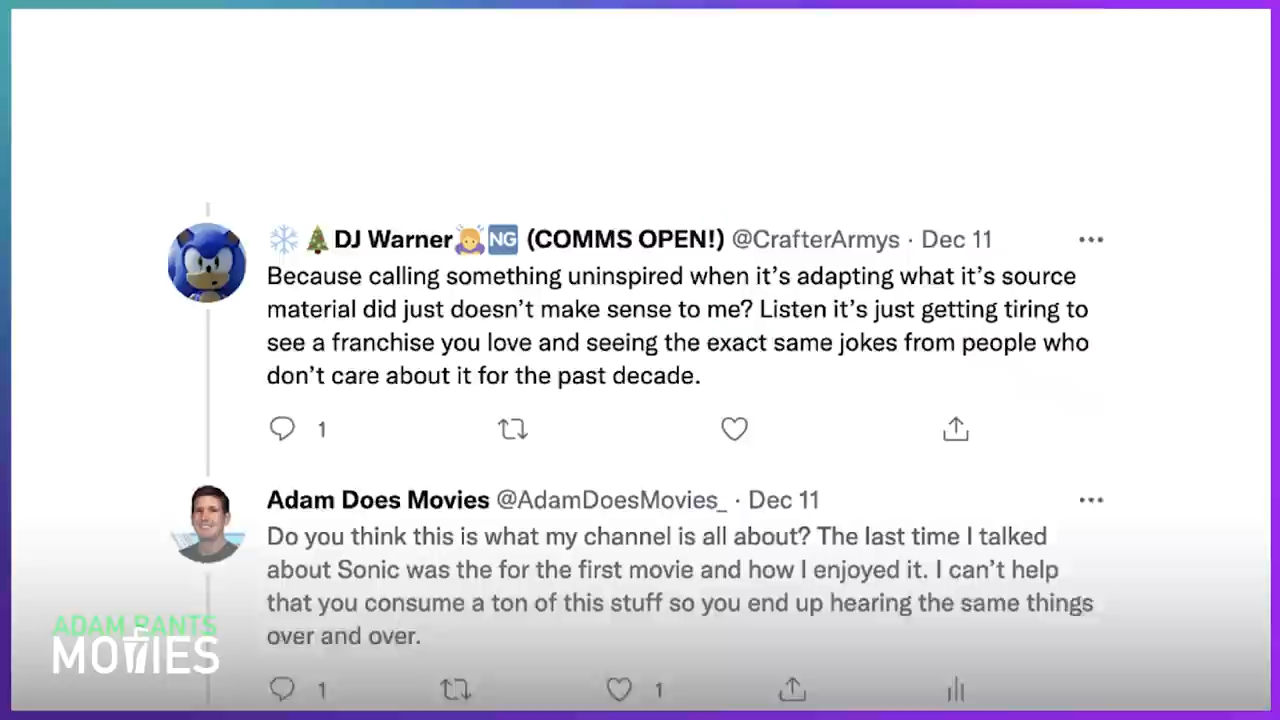 DJ Warner NG (COMMS OPEN!) @CrafterArmys · Dec 11
Because calling something uninspired when it's adapting what it's source
material did just doesn't make sense to me? Listen it's just getting tiring to
see a franchise you love and seeing the exact same jokes from people who
don't care about it for the past decade.
1
Adam Does Movies @AdamDoesMovies_ · Dec 11
Do you think this is what my channel is all about? The last time I talked
about Sonic was the for the first movie and how I enjoyed it. I can't help
that you consume a ton of this stuff so you end up hearing the same things
over and over.
1 1
ADAM RANTS
MOVIES